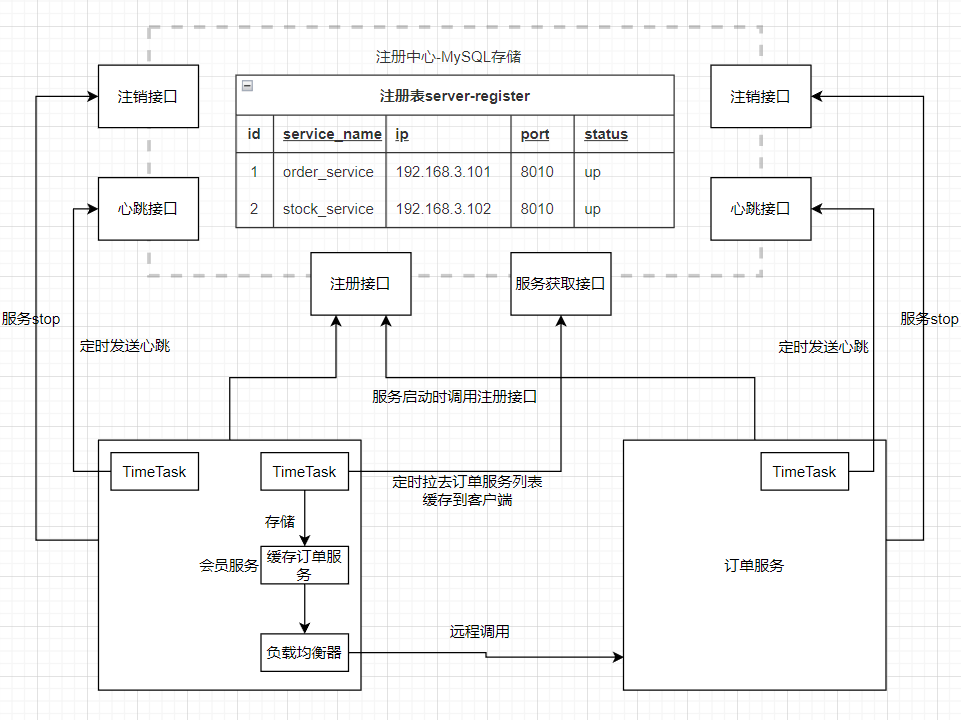 注册中心-MySQL存储
注销接口
注册表server-register
注销接口
id service_name ip port status
1 order_service 192.168.3.101 8010 up
2 stock_service 192.168.3.102 8010 up
心跳接口
心跳接口
注册接口
服务获取接口
服务stop
服务stop
定时发送心跳
定时发送心跳
服务启动时调用注册接口
TimeTask
TimeTask
TimeTask
定时拉去订单服务列表
缓存到客户端
存储
会员服务
缓存订单服
务
订单服务
远程调用
负载均衡器